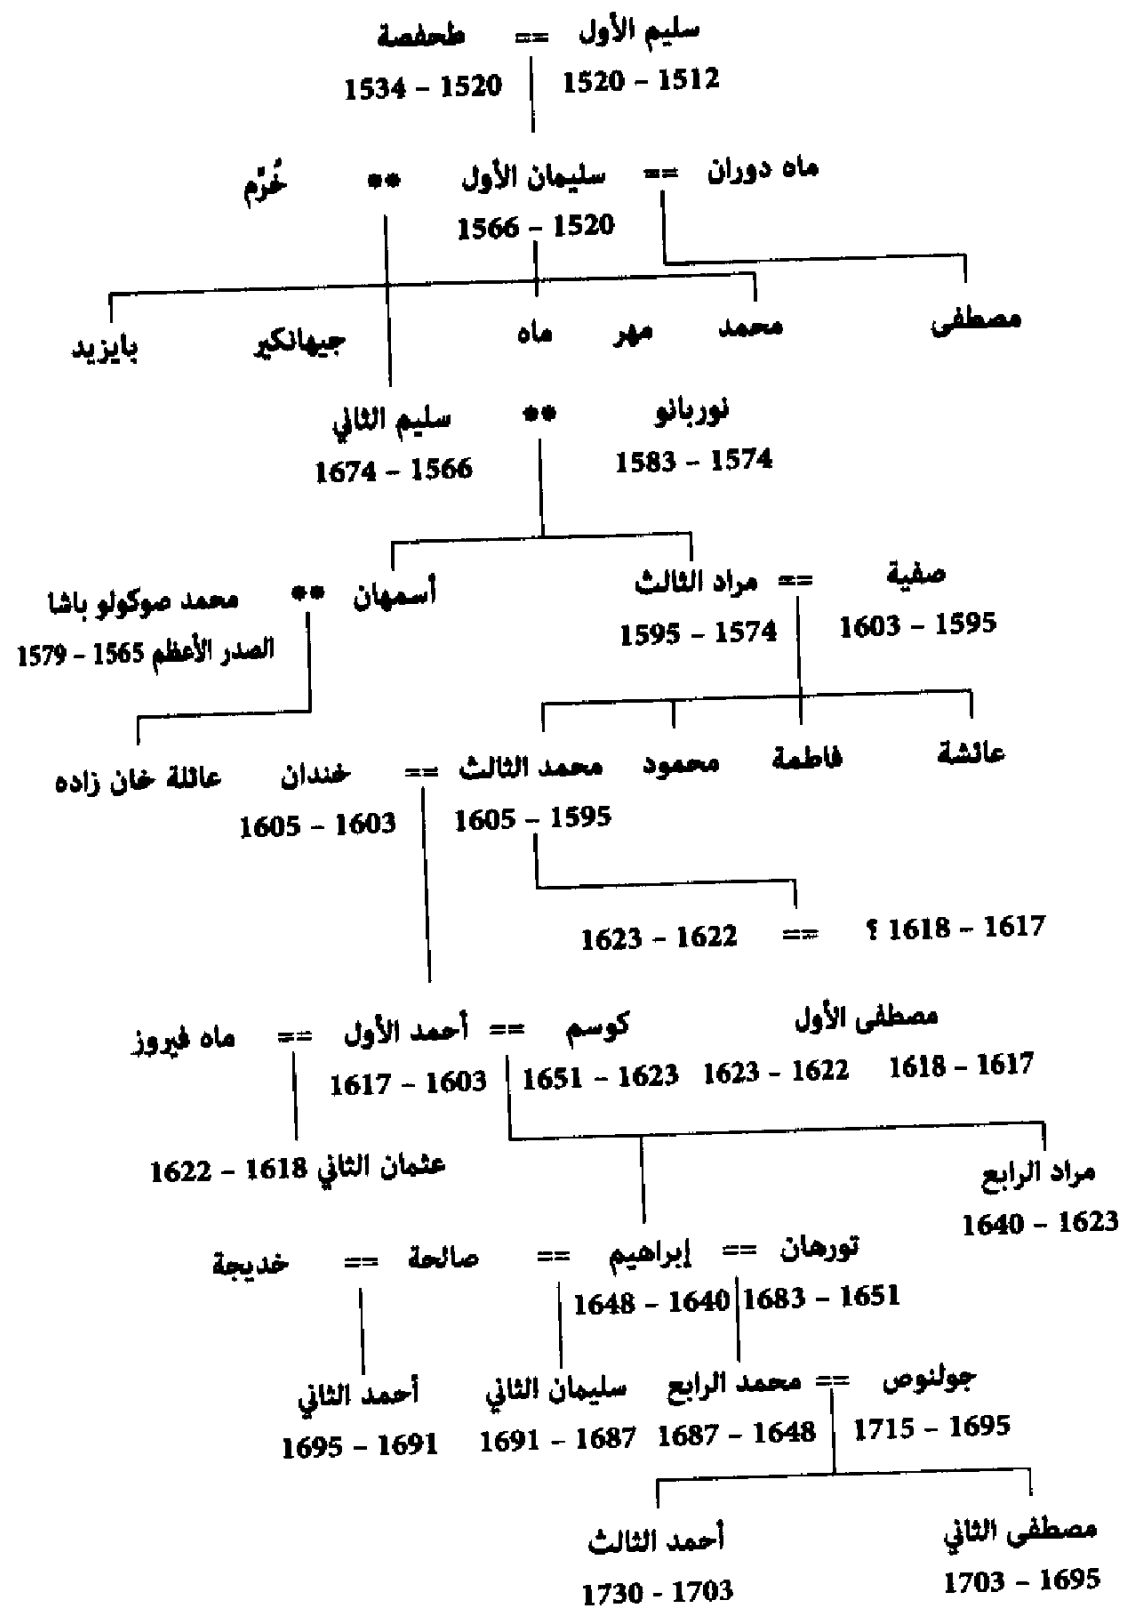 سليم الأول == طحفصة
1512 – 1520 1520 – 1534
ماه دوران == سليمان الأول ** خُرّم
1520 – 1566
مصطفى محمد مهر ماه جيهانكير بايزيد
نوربانو ** سليم الثاني
1574 – 1583 1566 – 1674
صفية == مراد الثالث أسمهان ** محمد صوكولو باشا
1595 – 1603 1574 – 1595 الصدر الأعظم 1565 – 1579
عائشة فاطمة محمود محمد الثالث == خندان عائلة خان زاده
1595 – 1605 1603 – 1605
1617 – 1618 ؟ == 1622 – 1623
مصطفى الأول كوسم == أحمد الأول == ماه فيروز
1617 – 1618 1622 – 1623 1623 – 1651 1603 – 1617
مراد الرابع عثمان الثاني 1618 – 1622
1623 – 1640
تورهان == إبراهيم == صالحة == خديجة
1651 – 1683 1640 – 1648
جولنوص == محمد الرابع سليمان الثاني أحمد الثاني
1695 – 1715 1648 – 1687 1687 – 1691 1691 – 1695
مصطفى الثاني أحمد الثالث
1695 – 1703 1703 - 1730